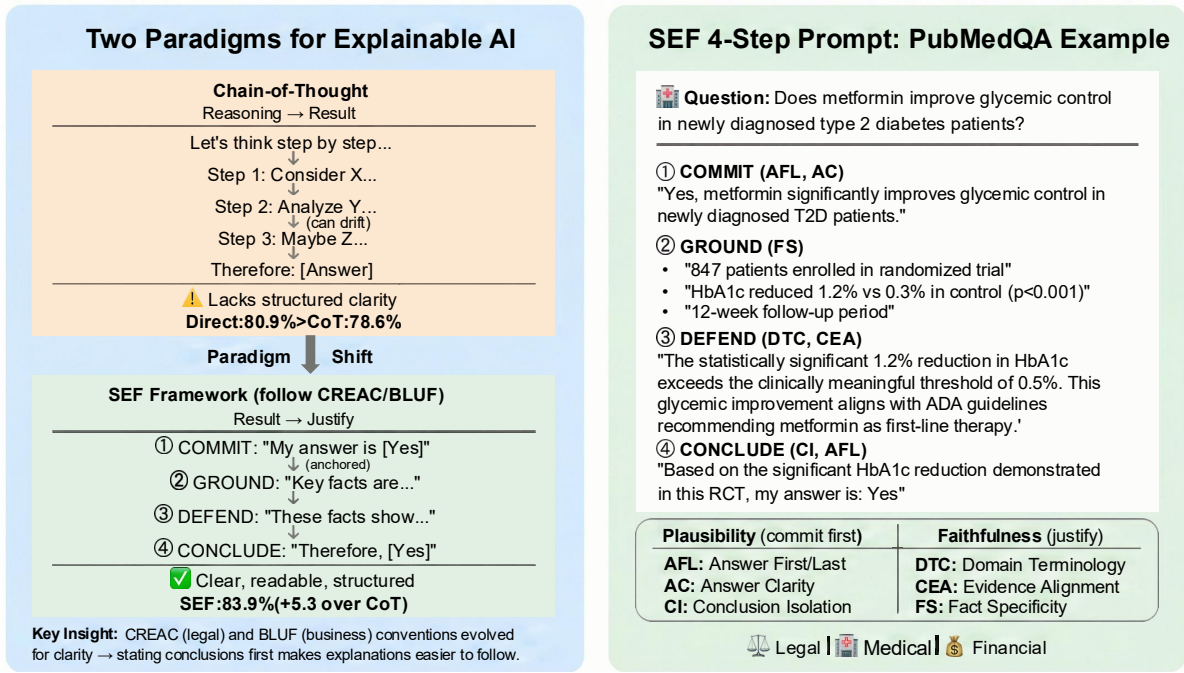 Two Paradigms for Explainable AI
Chain-of-Thought
Reasoning → Result
Let's think step by step...
↓
Step 1: Consider X...
↓
Step 2: Analyze Y...
↓ (can drift)
Step 3: Maybe Z...
↓
Therefore: [Answer]
⚠️ Lacks structured clarity
Direct:80.9%>CoT:78.6%
Paradigm Shift
SEF Framework (follow CREAC/BLUF)
Result → Justify
① COMMIT: "My answer is [Yes]"
↓ (anchored)
② GROUND: "Key facts are..."
↓
③ DEFEND: "These facts show..."
↓
④ CONCLUDE: "Therefore, [Yes]"
✅ Clear, readable, structured
SEF:83.9%(+5.3 over CoT)
Key Insight: CREAC (legal) and BLUF (business) conventions evolved
for clarity → stating conclusions first makes explanations easier to follow.
SEF 4-Step Prompt: PubMedQA Example
🏥 Question: Does metformin improve glycemic control
in newly diagnosed type 2 diabetes patients?
① COMMIT (AFL, AC)
"Yes, metformin significantly improves glycemic control in
newly diagnosed T2D patients."
② GROUND (FS)
• "847 patients enrolled in randomized trial"
• "HbA1c reduced 1.2% vs 0.3% in control (p<0.001)"
• "12-week follow-up period"
③ DEFEND (DTC, CEA)
"The statistically significant 1.2% reduction in HbA1c
exceeds the clinically meaningful threshold of 0.5%. This
glycemic improvement aligns with ADA guidelines
recommending metformin as first-line therapy.'
④ CONCLUDE (CI, AFL)
"Based on the significant HbA1c reduction demonstrated
in this RCT, my answer is: Yes"
Plausibility (commit first)
AFL: Answer First/Last
AC: Answer Clarity
CI: Conclusion Isolation
Faithfulness (justify)
DTC: Domain Terminology
CEA: Evidence Alignment
FS: Fact Specificity
⚖️ Legal | 🏥 Medical | 💰 Financial